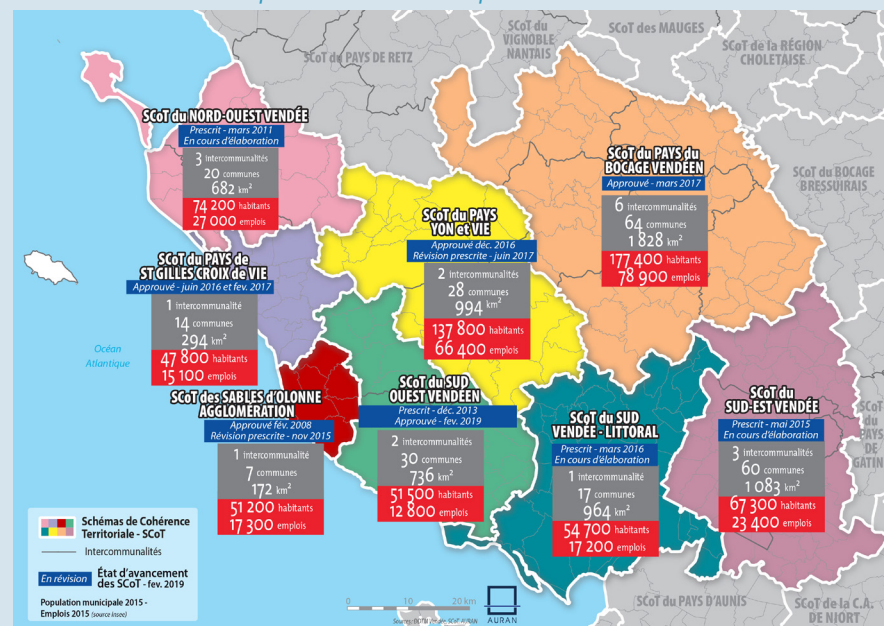 SCoT du
VIGNOBLE
NANTAIS
SCoT des MAUGES
SCoT du PAYS DE RETZ
SCoT de la RÉGION
CHOLETAISE
SCoT du BOCAGE
BRESSUIRAIS
SCoT du NORD-OUEST VENDÉE
Prescrit - mars 2011
En cours d'élaboration
3 intercommunalités
20 communes
682 km²
74 200 habitants
27 000 emplois
SCoT du PAYS du
BOCAGE VENDÉEN
Approuvé - mars 2017
6 intercommunalités
64 communes
1 828 km²
177 400 habitants
78 900 emplois
SCoT du PAYS
YON et VIE
Approuvé déc. 2016
Révision prescrite - juin 2017
2 intercommunalités
28 communes
994 km²
137 800 habitants
66 400 emplois
SCoT du PAYS de
ST GILLES CROIX de VIE
Approuvé - juin 2016 et fev. 2017
1 intercommunalité
14 communes
294 km²
47 800 habitants
15 100 emplois
Océan
Atlantique
SCoT des SABLES d'OLONNE
AGGLOMÉRATION
Approuvé fév. 2008
Révision prescrite - nov 2015
1 intercommunalité
7 communes
172 km²
51 200 habitants
17 300 emplois
SCoT du SUD
OUEST VENDÉEN
Prescrit - déc. 2013
Approuvé - fev. 2019
2 intercommunalités
30 communes
736 km²
51 500 habitants
12 800 emplois
SCoT du SUD
VENDÉE - LITTORAL
Prescrit - mars 2016
En cours d'élaboration
1 intercommunalité
17 communes
964 km²
54 700 habitants
17 200 emplois
SCoT du
SUD-EST VENDÉE
Prescrit - mai 2015
En cours d'élaboration
3 intercommunalités
60 communes
1 083 km²
67 300 habitants
23 400 emplois
SCoT
du
PAYS
DE
GATIN
Schémas de Cohérence
Territoriale - SCoT
Intercommunalités
En révision
État d'avancement
des SCoT - fev. 2019
Population municipale 2015 -
Emplois 2015 (source Insee)
0 10 20 km
AURAN
SCoT du PAYS D'AUNIS
SCoT de la C.A.
DE NIORT